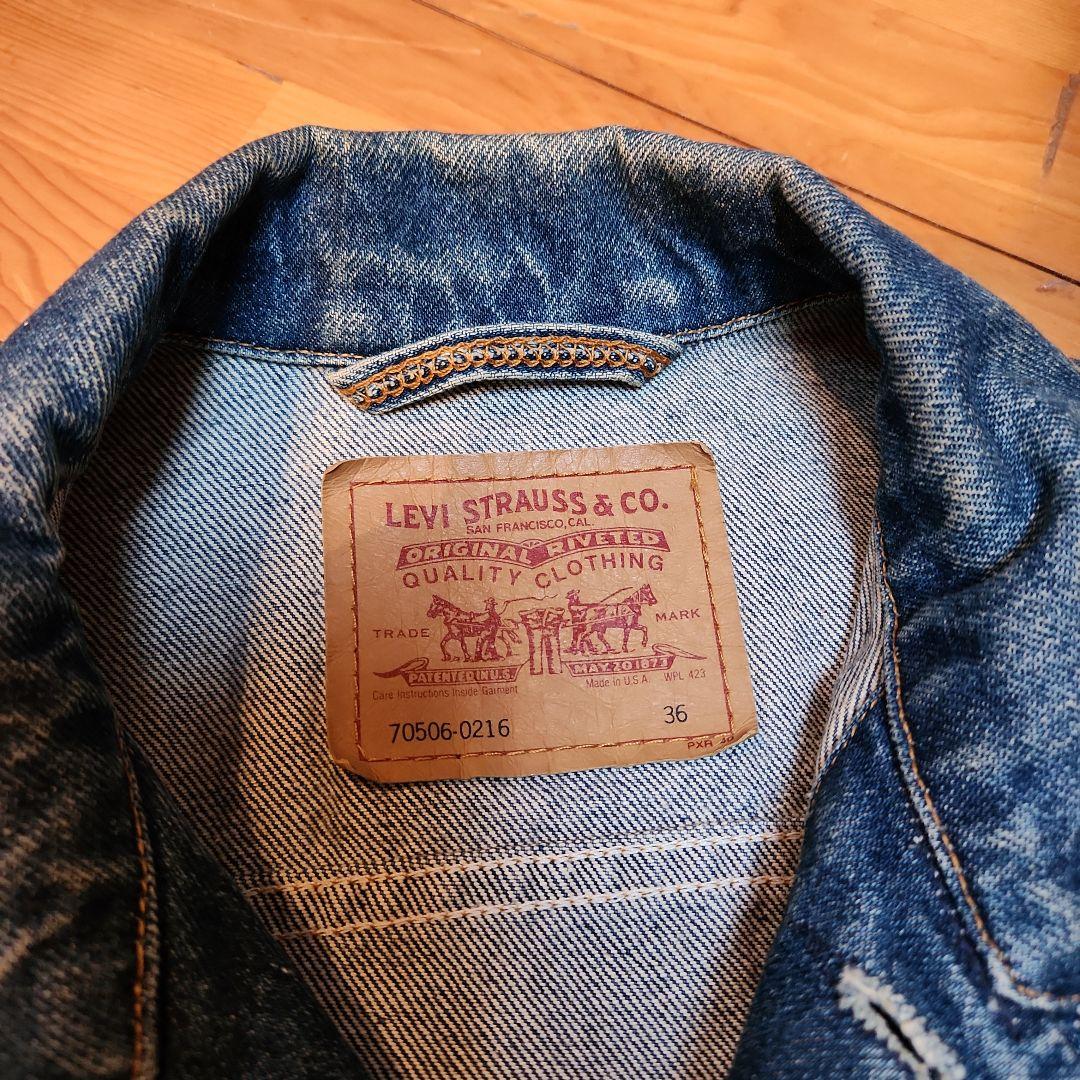 LEVI STRAUSS & CO.
SAN FRANCISCO, CAL.
ORIGINAL RIVETED
QUALITY CLOTHING
TRADE MARK
PATENTED IN U.S. MAY 20 1873
Care Instructions Inside Garment Made in U.S.A. WPL 423
70506-0216 36
PXR